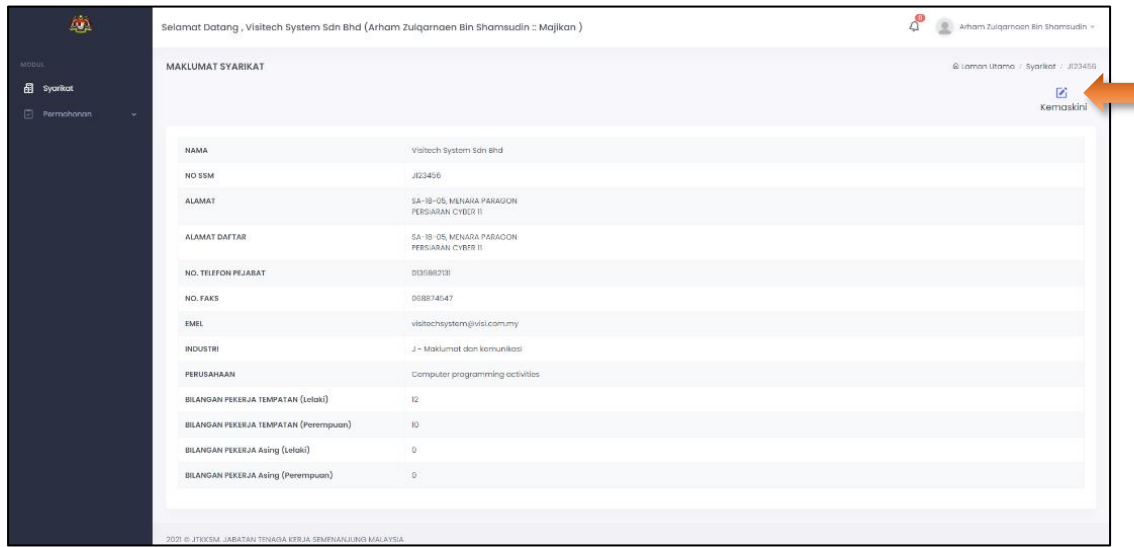 Selamat Datang , Visitech System Sdn Bhd (Arham Zulqarnaen Bin Shamsudin :: Majikan )
0
Arham Zulqarnaen Bin Shamsudin
MODUL
Syarikat
Permohonan
MAKLUMAT SYARIKAT
Laman Utama / Syarikat / J123456
Kemaskini
NAMA Visitech System Sdn Bhd
NO SSM J123456
ALAMAT SA-18-05, MENARA PARAGON
PERSIARAN CYBER 11
ALAMAT DAFTAR SA-18-05, MENARA PARAGON
PERSIARAN CYBER 11
NO. TELEFON PEJABAT
NO. FAKS 068874547
EMEL visitechsystem@visi.com.my
INDUSTRI J - Maklumat dan komunikasi
PERUSAHAAN Computer programming activities
BILANGAN PEKERJA TEMPATAN (Lelaki) 12
BILANGAN PEKERJA TEMPATAN (Perempuan) 10
BILANGAN PEKERJA Asing (Lelaki) 0
BILANGAN PEKERJA Asing (Perempuan) 0
2021 © JTKKSM. JABATAN TENAGA KERJA SEMENANJUNG MALAYSIA